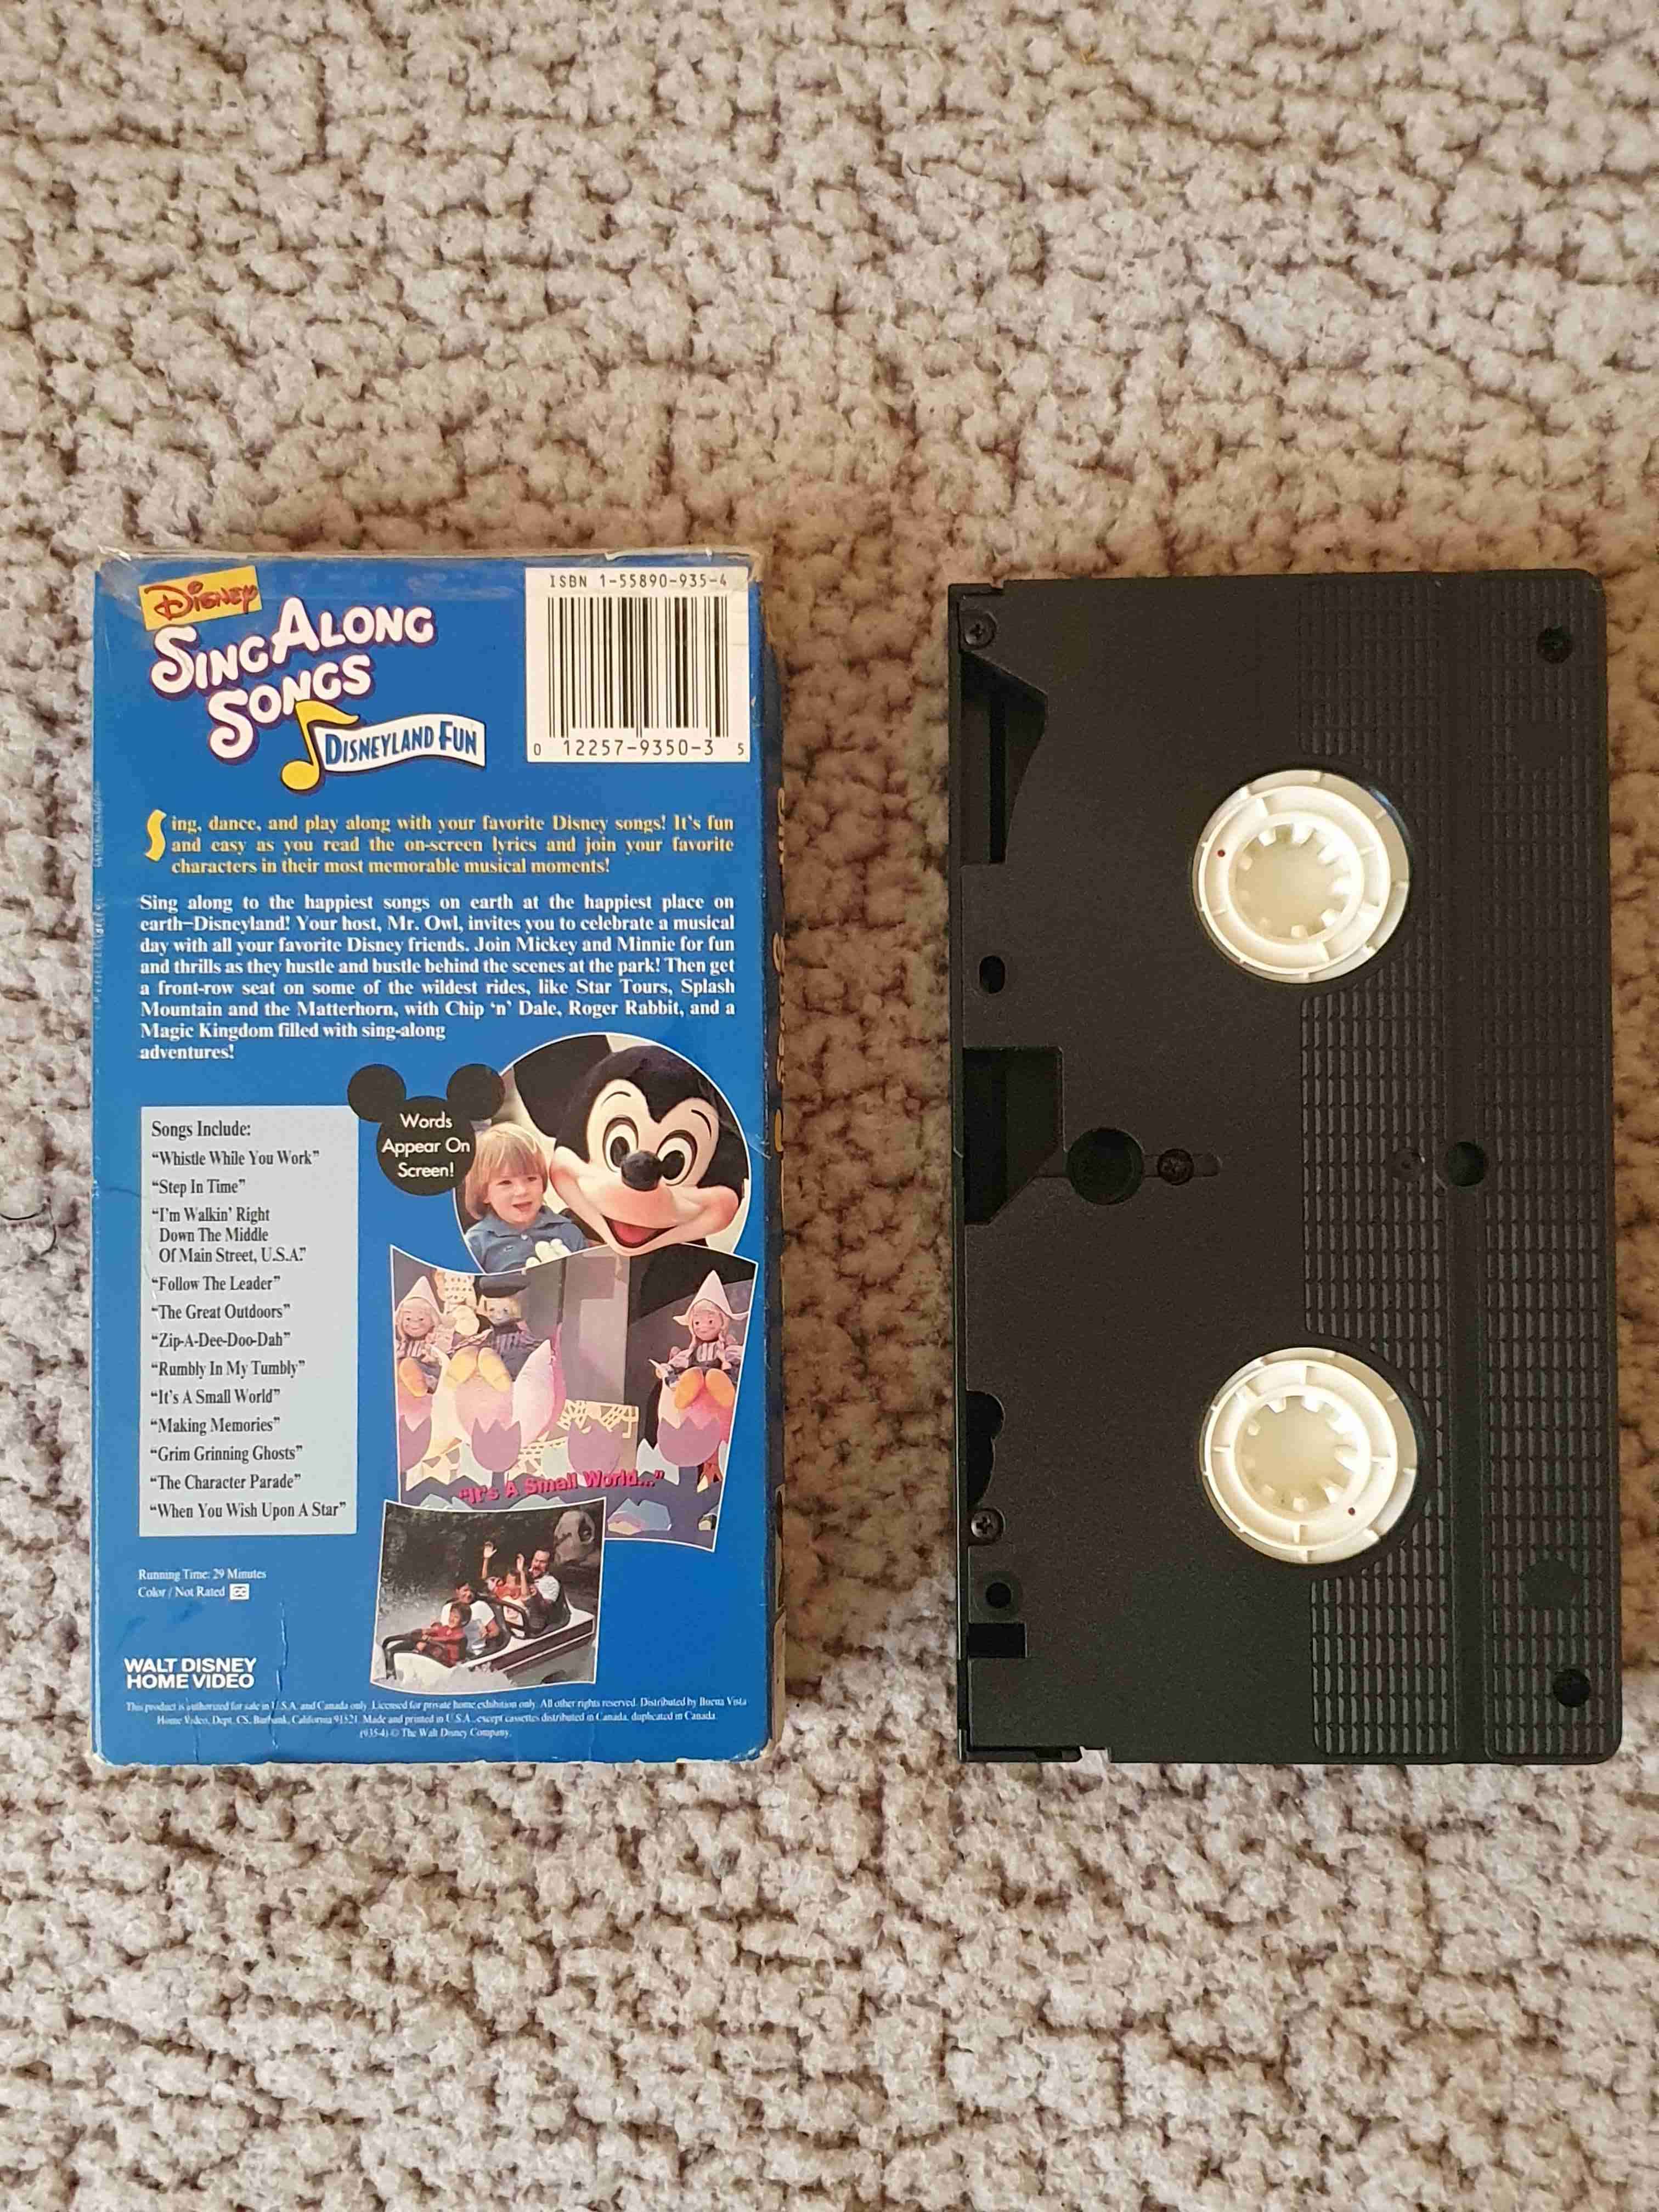 DISNEY
SING ALONG
SONGS
DISNEYLAND FUN
ISBN 1-55890-935-4
0 12257-9350-3 5
Sing, dance, and play along with your favorite Disney songs! It's fun
and easy as you read the on-screen lyrics and join your favorite
characters in their most memorable musical moments!
Sing along to the happiest songs on earth at the happiest place on
earth—Disneyland! Your host, Mr. Owl, invites you to celebrate a musical
day with all your favorite Disney friends. Join Mickey and Minnie for fun
and thrills as they hustle and bustle behind the scenes at the park! Then get
a front-row seat on some of the wildest rides, like Star Tours, Splash
Mountain and the Matterhorn, with Chip 'n' Dale, Roger Rabbit, and a
Magic Kingdom filled with sing-along
adventures!
Words
Appear On
Screen!
Songs Include:
"Whistle While You Work"
"Step In Time"
"I'm Walkin' Right
Down The Middle
Of Main Street, U.S.A."
"Follow The Leader"
"The Great Outdoors"
"Zip-A-Dee-Doo-Dah"
"Rumbly In My Tumbly"
"It's A Small World"
"Making Memories"
"Grim Grinning Ghosts"
"The Character Parade"
"When You Wish Upon A Star"
"It's A Small World..."
Running Time: 29 Minutes
Color / Not Rated CC
WALT DISNEY
HOME VIDEO
This product is authorized for sale in U.S.A. and Canada only. Licensed for private home exhibition only. All other rights reserved. Distributed by Buena Vista
Home Video, Dept. CS, Burbank, California 91521. Made and printed in U.S.A., except cassettes distributed in Canada, duplicated in Canada.
(935-4) © The Walt Disney Company.